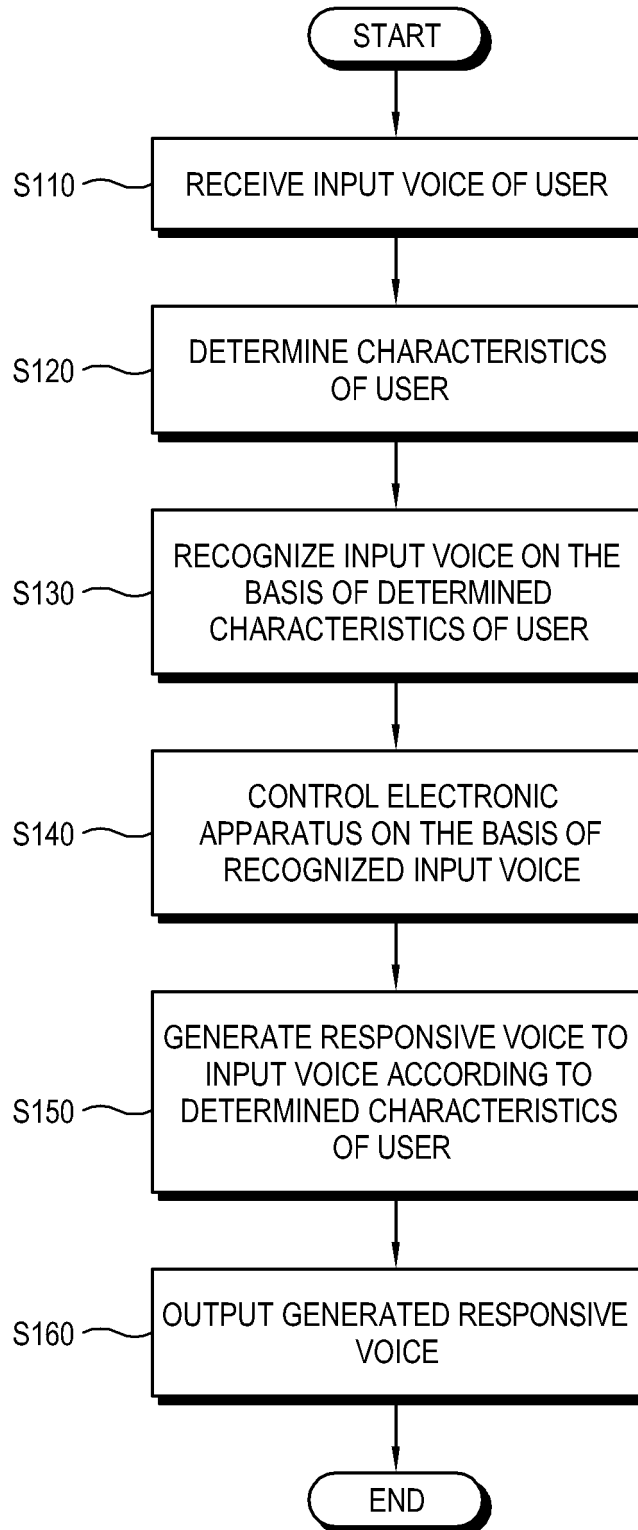 START
S110
RECEIVE INPUT VOICE OF USER
S120
DETERMINE CHARACTERISTICS
OF USER
S130
RECOGNIZE INPUT VOICE ON THE
BASIS OF DETERMINED
CHARACTERISTICS OF USER
S140
CONTROL ELECTRONIC
APPARATUS ON THE BASIS OF
RECOGNIZED INPUT VOICE
S150
GENERATE RESPONSIVE VOICE TO
INPUT VOICE ACCORDING TO
DETERMINED CHARACTERISTICS
OF USER
S160
OUTPUT GENERATED RESPONSIVE
VOICE
END